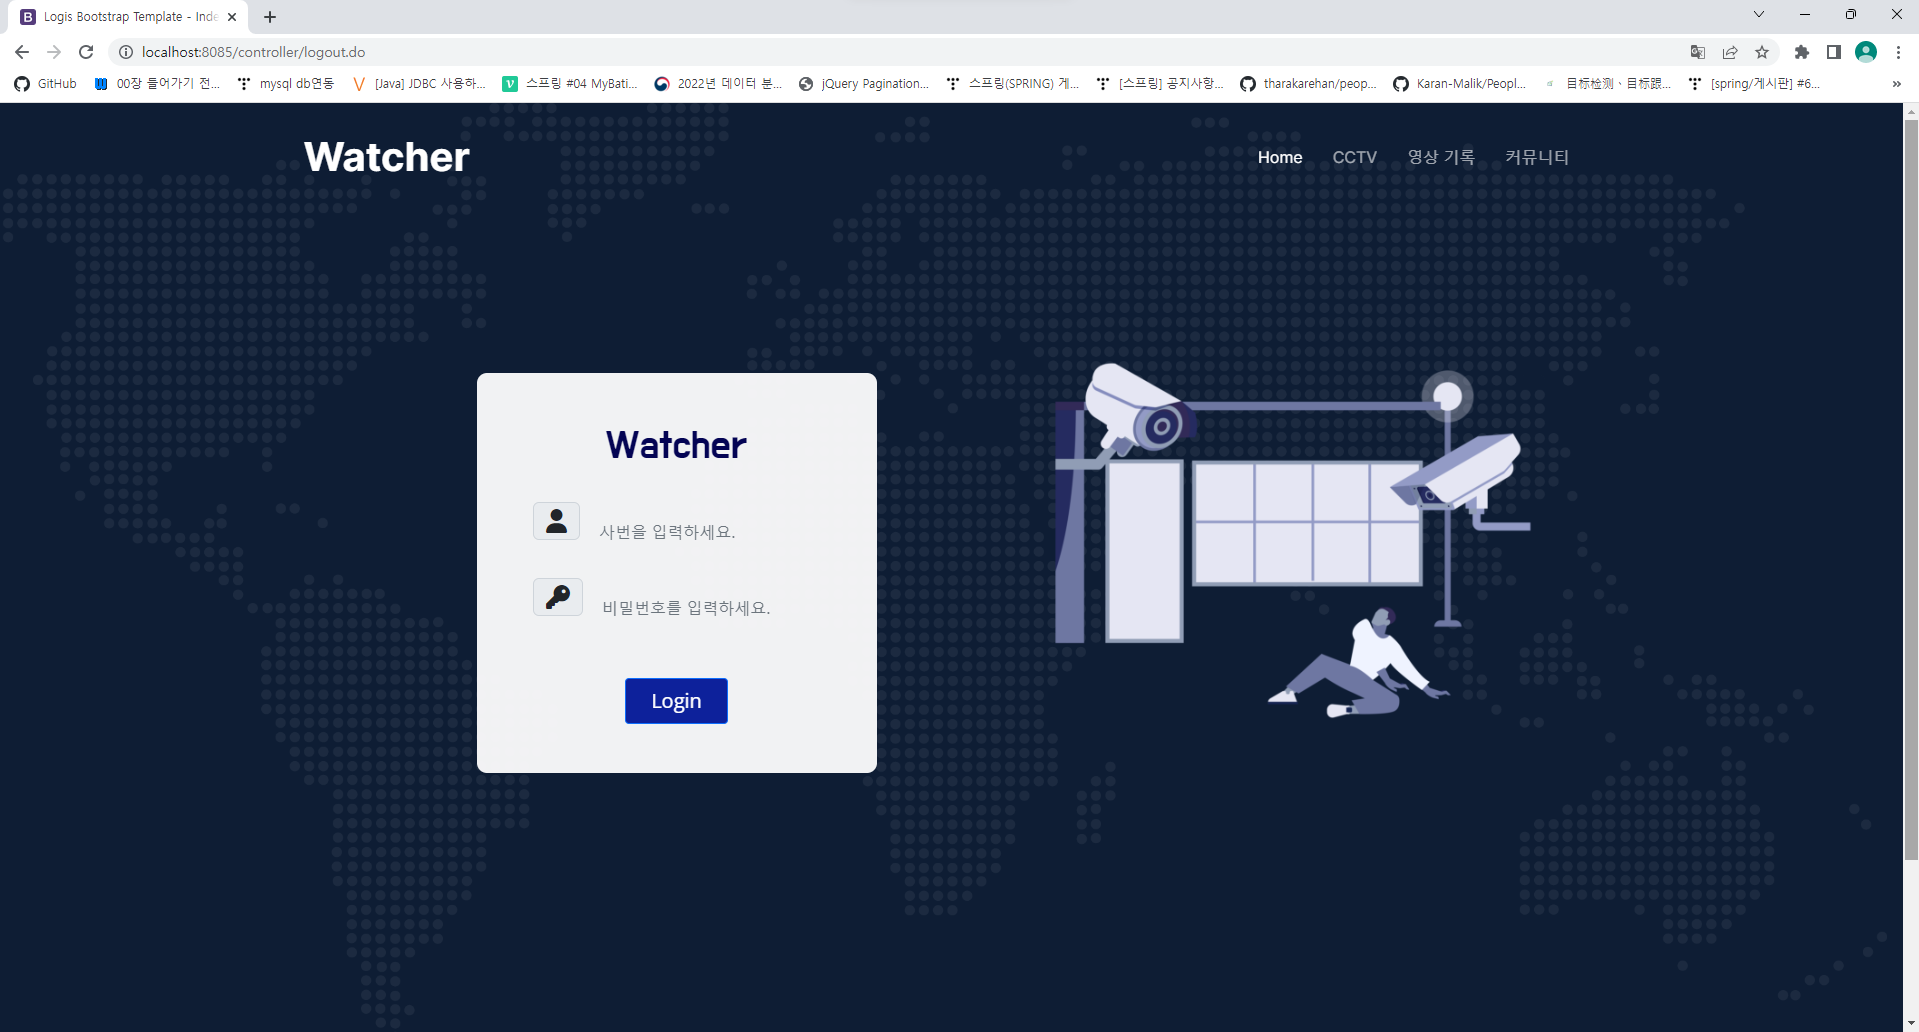 Logis Bootstrap Template - Inde
localhost:8085/controller/logout.do
GitHub
00장 들어가기 전...
mysql db연동
[Java] JDBC 사용하...
스프링 #04 MyBati...
2022년 데이터 분...
jQuery Pagination...
스프링(SPRING) 게...
[스프링] 공지사항...
tharakarehan/peop...
Karan-Malik/Peopl...
目标检测、目标跟...
[spring/게시판] #6...
Watcher
Home
CCTV
영상 기록
커뮤니티
Watcher
사번을 입력하세요.
비밀번호를 입력하세요.
Login